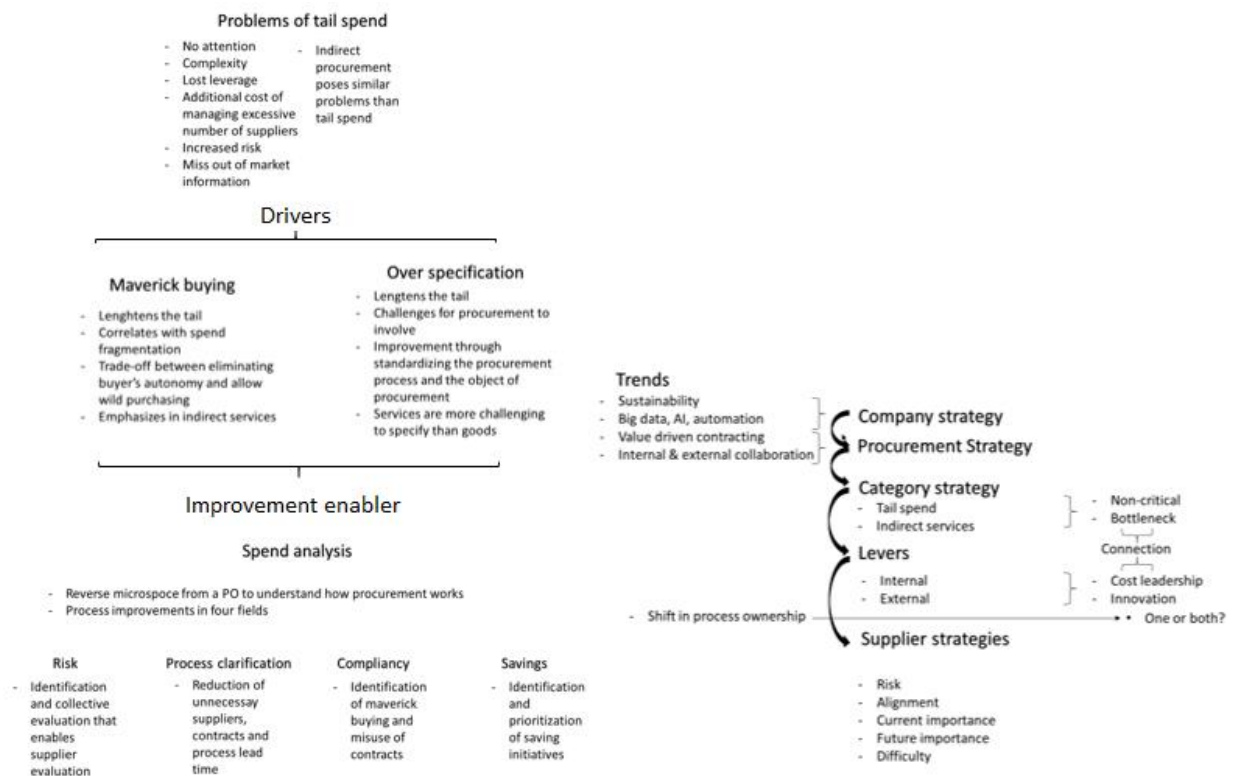 Problems of tail spend
- No attention
- Complexity
- Lost leverage
- Additional cost of
managing excessive
number of suppliers
- Increased risk
- Miss out of market
information
- Indirect
procurement
poses similar
problems than
tail spend
Drivers
Maverick buying
- Lenghtens the tail
- Correlates with spend
fragmentation
- Trade-off between eliminating
buyer's autonomy and allow
wild purchasing
- Emphasizes in indirect services
Over specification
- Lengtens the tail
- Challenges for procurement to
involve
- Improvement through
standardizing the procurement
process and the object of
procurement
- Services are more challenging
to specify than goods
Improvement enabler
Spend analysis
- Reverse microspoce from a PO to understand how procurement works
- Process improvements in four fields
Risk
- Identification
and collective
evaluation that
enables
supplier
evaluation
Process clarification
- Reduction of
unnecessay
suppliers,
contracts and
process lead
time
Compliancy
- Identification
of maverick
buying and
misuse of
contracts
Savings
- Identification
and
prioritization
of saving
initiatives
Trends
- Sustainability
- Big data, AI, automation
- Value driven contracting
- Internal & external collaboration
Company strategy
Procurement Strategy
Category strategy
- Tail spend
- Indirect services
- Non-critical
- Bottleneck
Connection
Levers
- Internal
- External
- Cost leadership
- Innovation
- Shift in process ownership
• One or both?
Supplier strategies
- Risk
- Alignment
- Current importance
- Future importance
- Difficulty